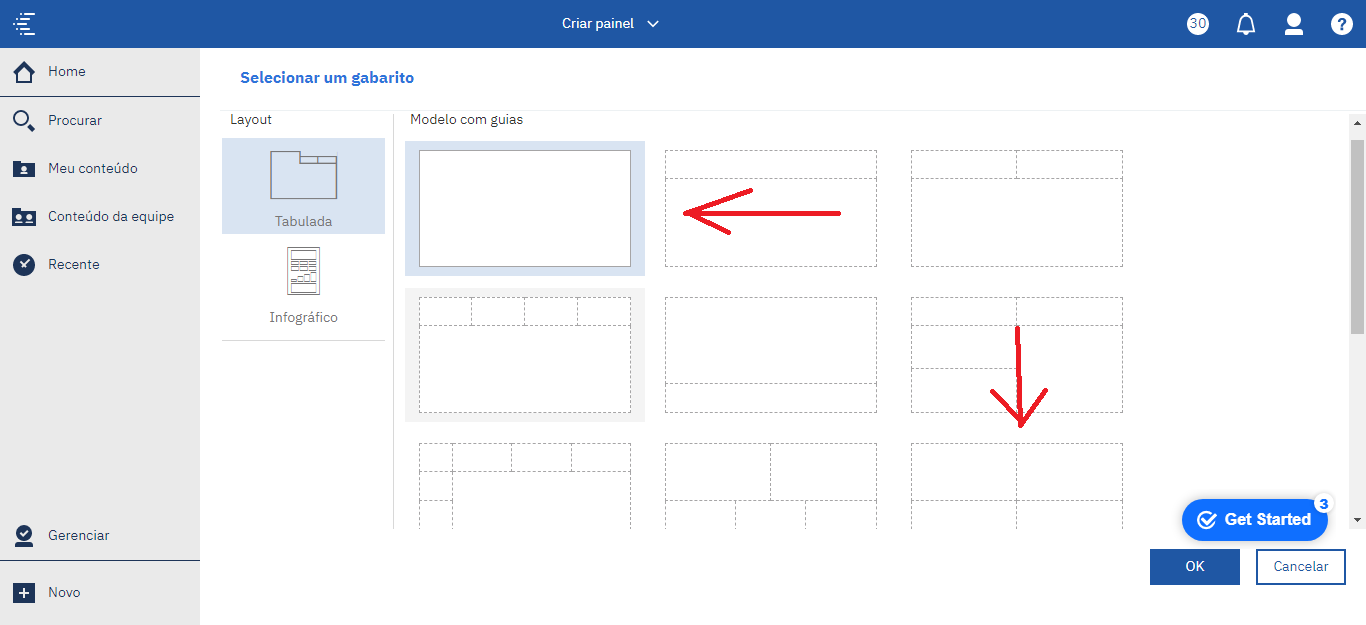 Criar painel
30
Home
Procurar
Meu conteúdo
Conteúdo da equipe
Recente
Gerenciar
Novo
Selecionar um gabarito
Layout
Tabulada
Infográfico
Modelo com guias
Get Started
3
OK
Cancelar